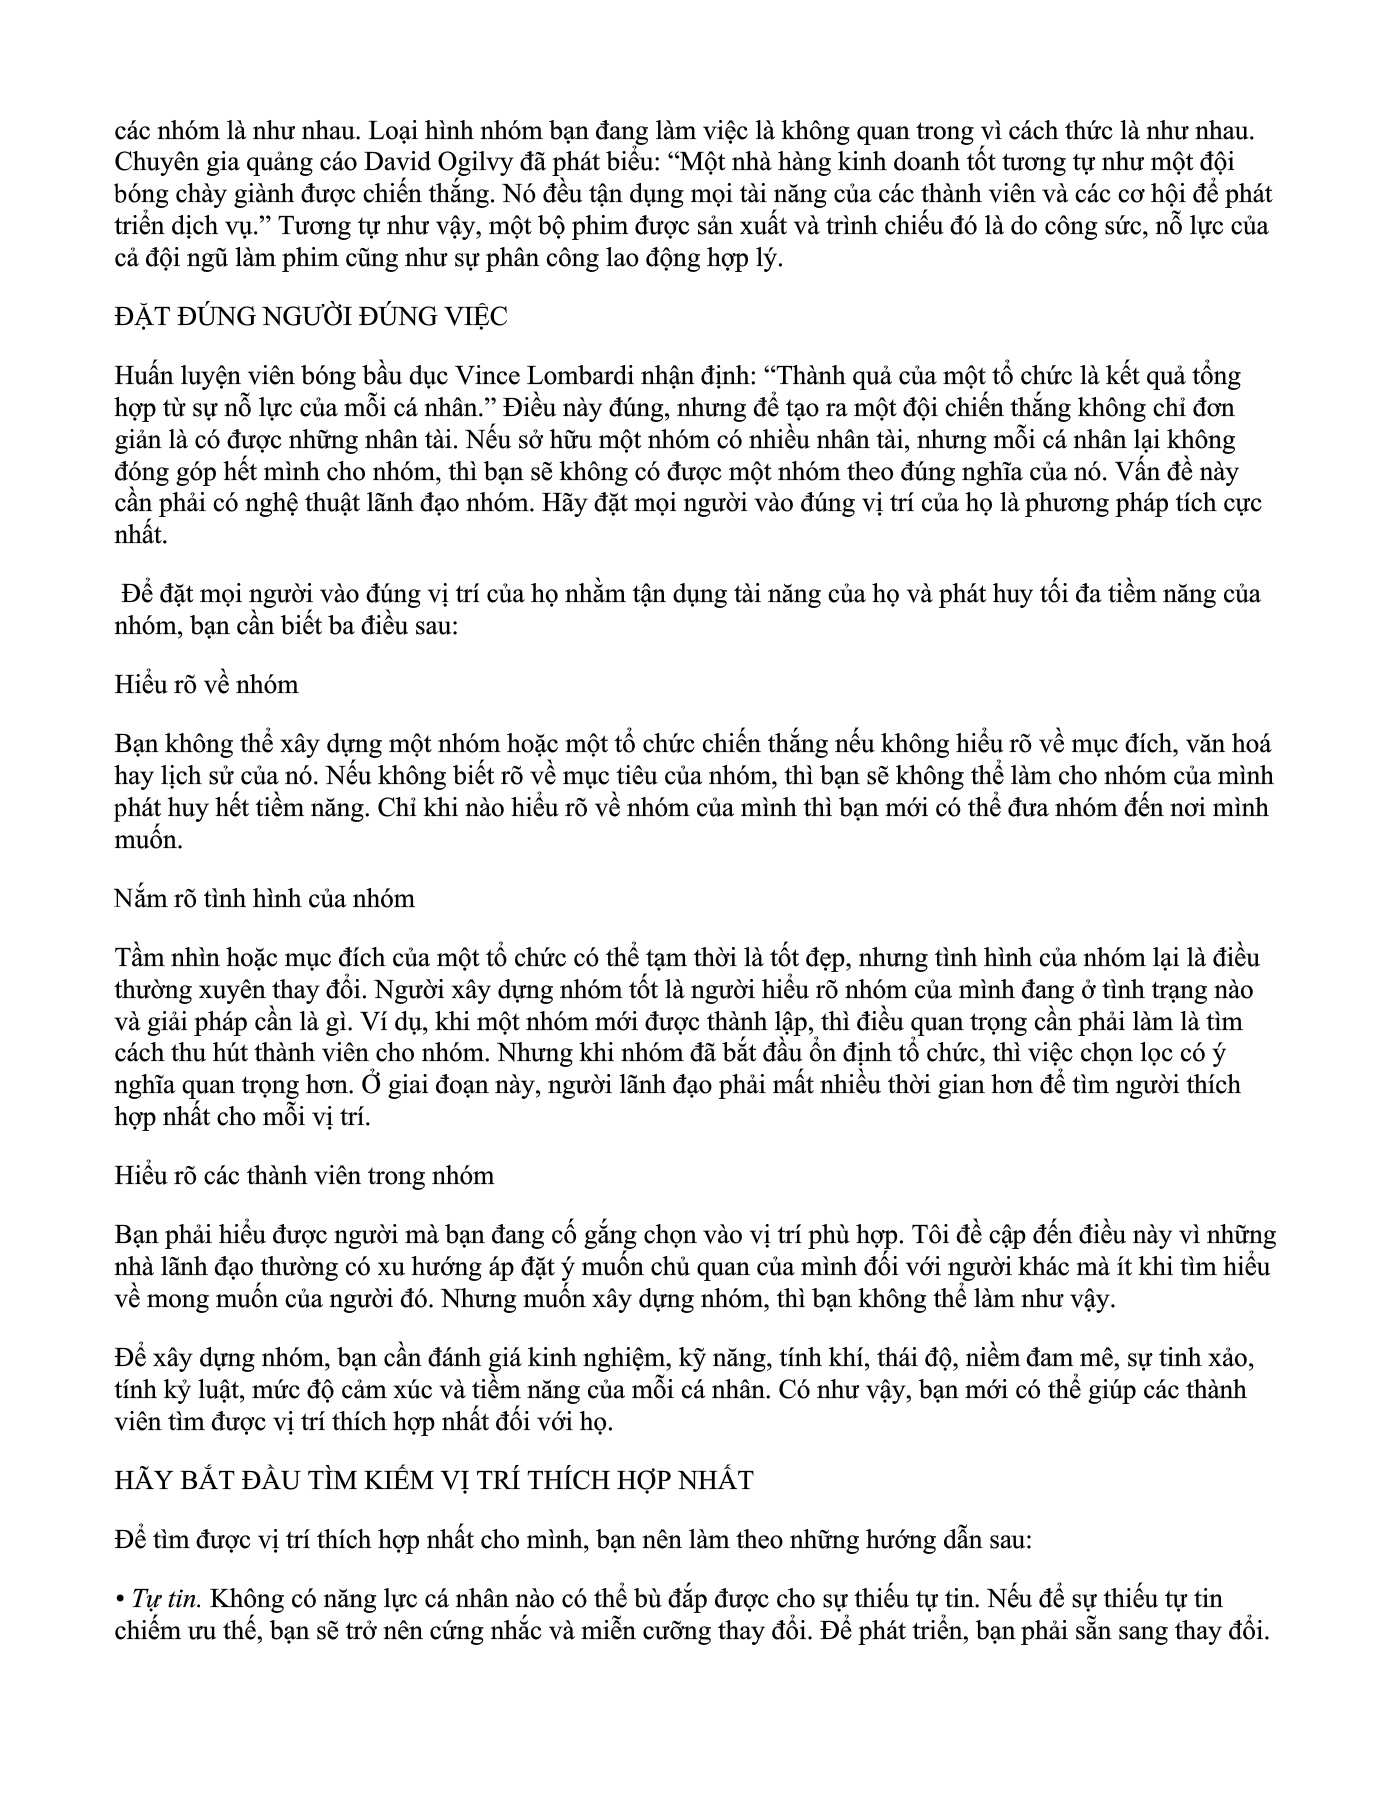 các nhóm là như nhau. Loại hình nhóm bạn đang làm việc là không quan trong vì cách thức là như nhau.
Chuyên gia quảng cáo David Ogilvy đã phát biểu: “Một nhà hàng kinh doanh tốt tương tự như một đội
bóng chày giành được chiến thắng. Nó đều tận dụng mọi tài năng của các thành viên và các cơ hội để phát
triển dịch vụ.” Tương tự như vậy, một bộ phim được sản xuất và trình chiếu đó là do công sức, nỗ lực của
cả đội ngũ làm phim cũng như sự phân công lao động hợp lý.
ĐẶT ĐÚNG NGƯỜI ĐÚNG VIỆC
Huấn luyện viên bóng bầu dục Vince Lombardi nhận định: “Thành quả của một tổ chức là kết quả tổng
hợp từ sự nỗ lực của mỗi cá nhân.” Điều này đúng, nhưng để tạo ra một đội chiến thắng không chỉ đơn
giản là có được những nhân tài. Nếu sở hữu một nhóm có nhiều nhân tài, nhưng mỗi cá nhân lại không
đóng góp hết mình cho nhóm, thì bạn sẽ không có được một nhóm theo đúng nghĩa của nó. Vấn đề này
cần phải có nghệ thuật lãnh đạo nhóm. Hãy đặt mọi người vào đúng vị trí của họ là phương pháp tích cực
nhất.
Để đặt mọi người vào đúng vị trí của họ nhằm tận dụng tài năng của họ và phát huy tối đa tiềm năng của
nhóm, bạn cần biết ba điều sau:
Hiểu rõ về nhóm
Bạn không thể xây dựng một nhóm hoặc một tổ chức chiến thắng nếu không hiểu rõ về mục đích, văn hoá
hay lịch sử của nó. Nếu không biết rõ về mục tiêu của nhóm, thì bạn sẽ không thể làm cho nhóm của mình
phát huy hết tiềm năng. Chỉ khi nào hiểu rõ về nhóm của mình thì bạn mới có thể đưa nhóm đến nơi mình
muốn.
Nắm rõ tình hình của nhóm
Tầm nhìn hoặc mục đích của một tổ chức có thể tạm thời là tốt đẹp, nhưng tình hình của nhóm lại là điều
thường xuyên thay đổi. Người xây dựng nhóm tốt là người hiểu rõ nhóm của mình đang ở tình trạng nào
và giải pháp cần là gì. Ví dụ, khi một nhóm mới được thành lập, thì điều quan trọng cần phải làm là tìm
cách thu hút thành viên cho nhóm. Nhưng khi nhóm đã bắt đầu ổn định tổ chức, thì việc chọn lọc có ý
nghĩa quan trọng hơn. Ở giai đoạn này, người lãnh đạo phải mất nhiều thời gian hơn để tìm người thích
hợp nhất cho mỗi vị trí.
Hiểu rõ các thành viên trong nhóm
Bạn phải hiểu được người mà bạn đang cố gắng chọn vào vị trí phù hợp. Tôi đề cập đến điều này vì những
nhà lãnh đạo thường có xu hướng áp đặt ý muốn chủ quan của mình đối với người khác mà ít khi tìm hiểu
về mong muốn của người đó. Nhưng muốn xây dựng nhóm, thì bạn không thể làm như vậy.
Để xây dựng nhóm, bạn cần đánh giá kinh nghiệm, kỹ năng, tính khí, thái độ, niềm đam mê, sự tinh xảo,
tính kỷ luật, mức độ cảm xúc và tiềm năng của mỗi cá nhân. Có như vậy, bạn mới có thể giúp các thành
viên tìm được vị trí thích hợp nhất đối với họ.
HÃY BẮT ĐẦU TÌM KIẾM VỊ TRÍ THÍCH HỢP NHẤT
Để tìm được vị trí thích hợp nhất cho mình, bạn nên làm theo những hướng dẫn sau:
• Tự tin. Không có năng lực cá nhân nào có thể bù đắp được cho sự thiếu tự tin. Nếu để sự thiếu tự tin
chiếm ưu thế, bạn sẽ trở nên cứng nhắc và miễn cưỡng thay đổi. Để phát triển, bạn phải sẵn sang thay đổi.